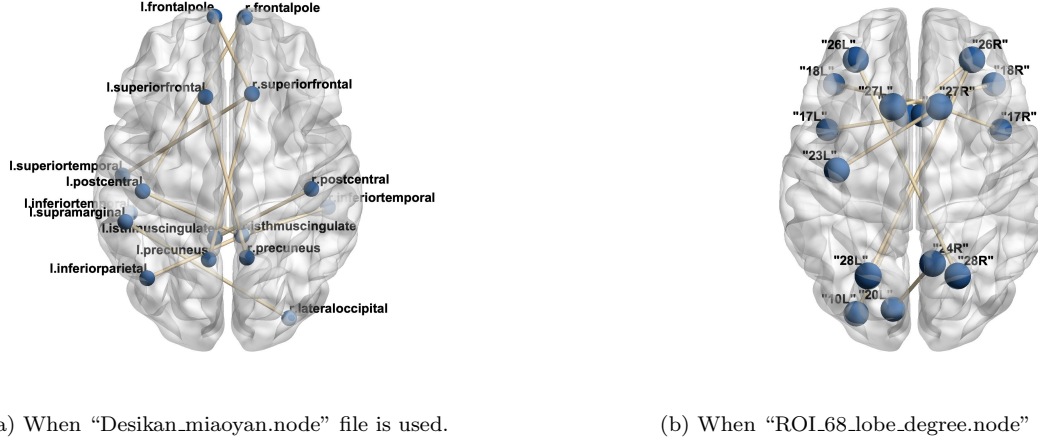 l.frontalpole r.frontalpole
l.superiorfrontal r.superiorfrontal
l.superiortemporal
l.postcentral r.postcentral
l.inferiortemporal r.inferiortemporal
l.supramarginal
l.isthmuscingulate r.isthmuscingulate
l.precuneus r.precuneus
l.inferiorparietal
r.lateraloccipital
a) When “Desikan_miaoyan.node” file is used.
"26L" "26R"
"18L" "18R"
"27L" "27R"
"17L" "17R"
"23L"
"24R"
"28L" "28R"
"10L" "20L"
(b) When “ROI_68_lobe_degree.node”